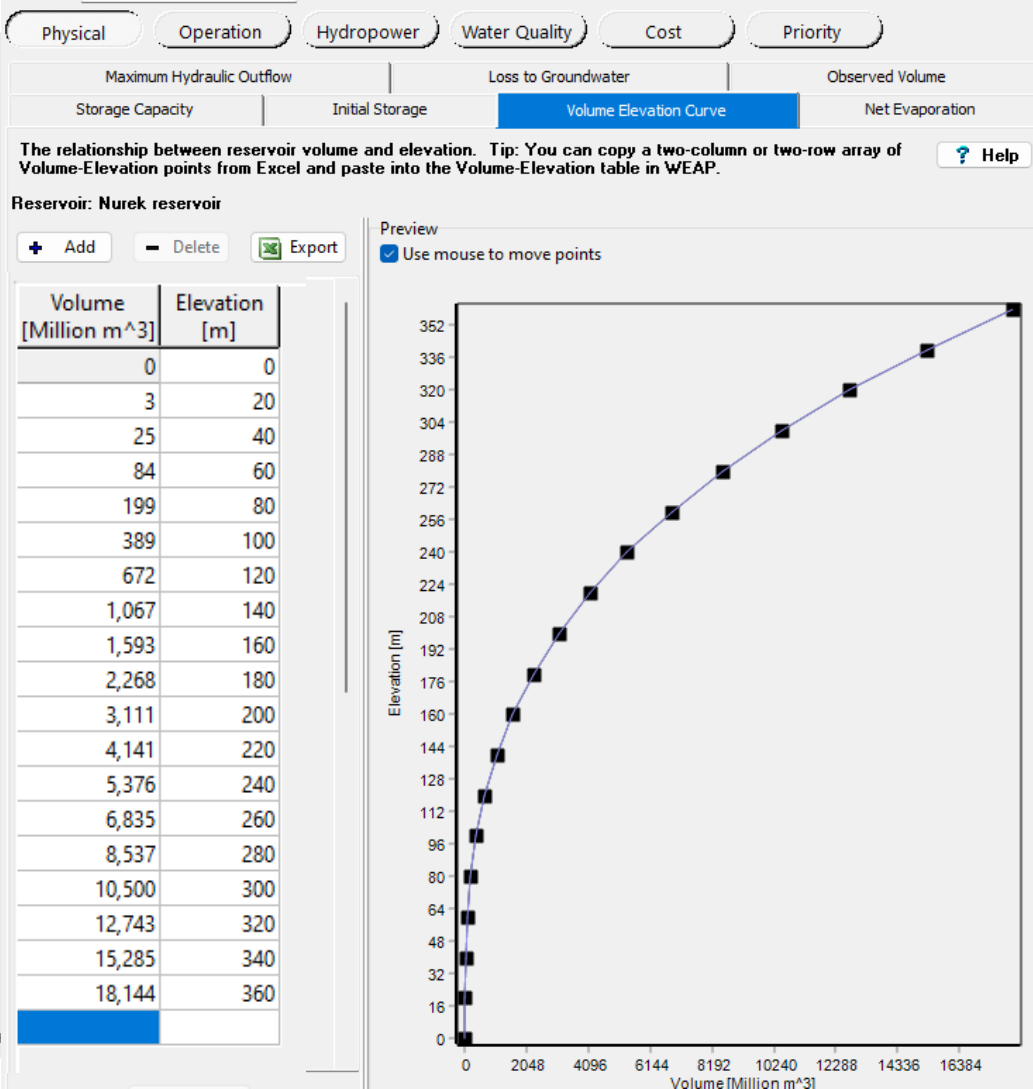 Physical Operation Hydropower Water Quality Cost Priority
Maximum Hydraulic Outflow Loss to Groundwater Observed Volume
Storage Capacity Initial Storage Volume Elevation Curve Net Evaporation
The relationship between reservoir volume and elevation. Tip: You can copy a two-column or two-row array of
Volume-Elevation points from Excel and paste into the Volume-Elevation table in WEAP.
? Help
Reservoir: Nurek reservoir
+ Add - Delete Export
Volume Elevation
[Million m^3] [m]
0 0
3 20
25 40
84 60
199 80
389 100
672 120
1,067 140
1,593 160
2,268 180
3,111 200
4,141 220
5,376 240
6,835 260
8,537 280
10,500 300
12,743 320
15,285 340
18,144 360
Preview
Use mouse to move points
352
336
320
304
288
272
256
240
224
208
192
176
160
144
128
112
96
80
64
48
32
16
0
Elevation [m]
0 2048 4096 6144 8192 10240 12288 14336 16384
Volume [Million m^3]